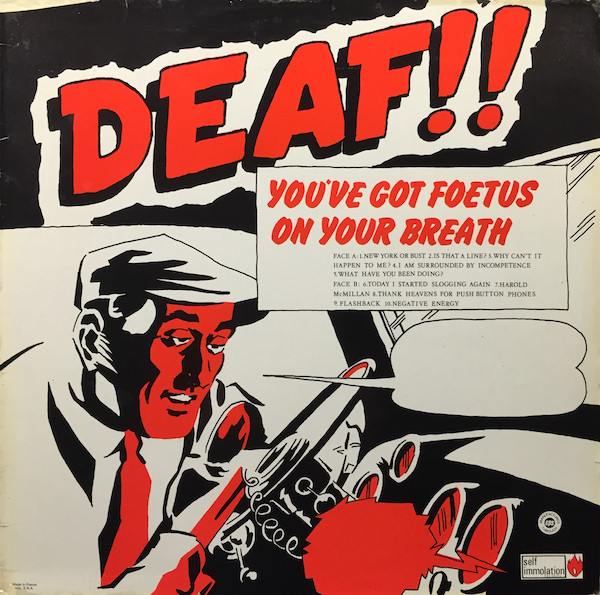 DEAF!!
YOU'VE GOT FOETUS
ON YOUR BREATH
FACE A: 1.NEW YORK OR BUST 2.IS THAT A LINE? 3.WHY CAN'T IT
HAPPEN TO ME? 4.I AM SURROUNDED BY INCOMPETENCE
5.WHAT HAVE YOU BEEN DOING?
FACE B: 6.TODAY I STARTED SLOGGING AGAIN 7.HAROLD
McMILLAN 8.THANK HEAVENS FOR PUSH BUTTON PHONES
9.FLASHBACK 10.NEGATIVE ENERGY
self
immolation
Made in France